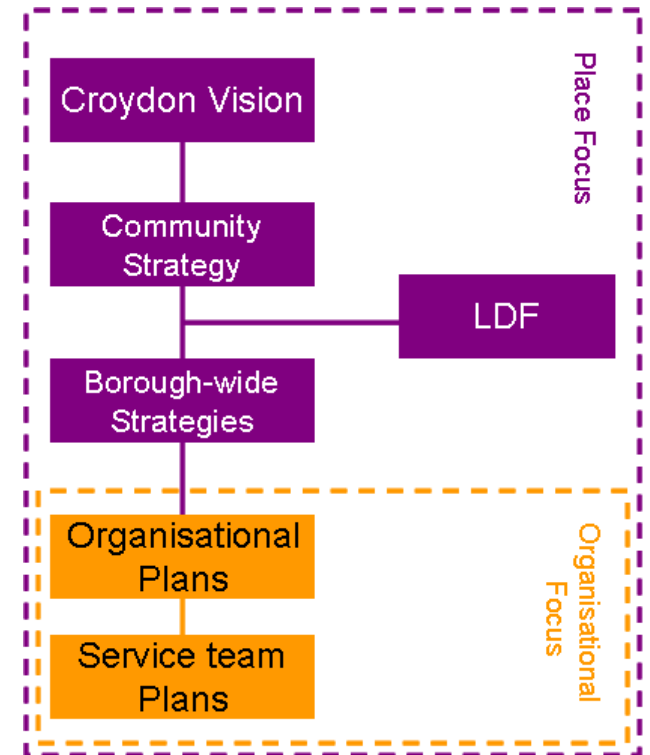 Croydon Vision
Place Focus
Community
Strategy
LDF
Borough-wide
Strategies
Organisational
Plans
Organisational
Focus
Service team
Plans